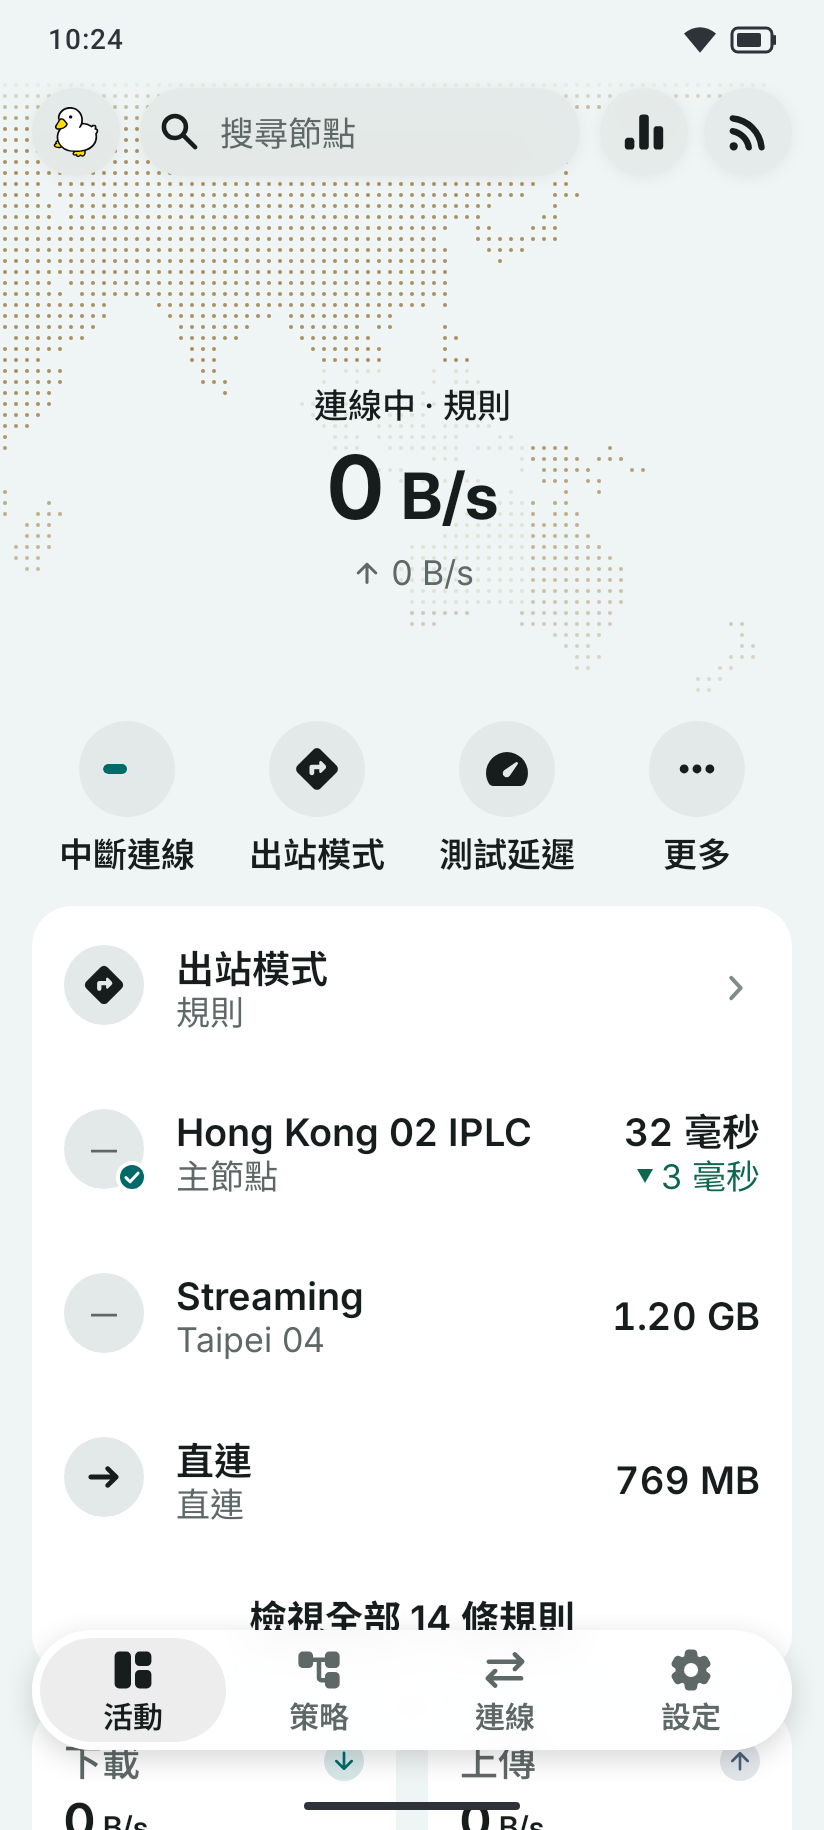 10:24
搜尋節點
連線中 · 規則
0 B/s
↑ 0 B/s
中斷連線
出站模式
測試延遲
更多
出站模式
規則
Hong Kong 02 IPLC
32 毫秒
主節點
▼3 毫秒
Streaming
1.20 GB
Taipei 04
直連
769 MB
直連
檢視全部 14 條規則
活動
策略
連線
設定
下載
上傳
0 B/s
0 B/s